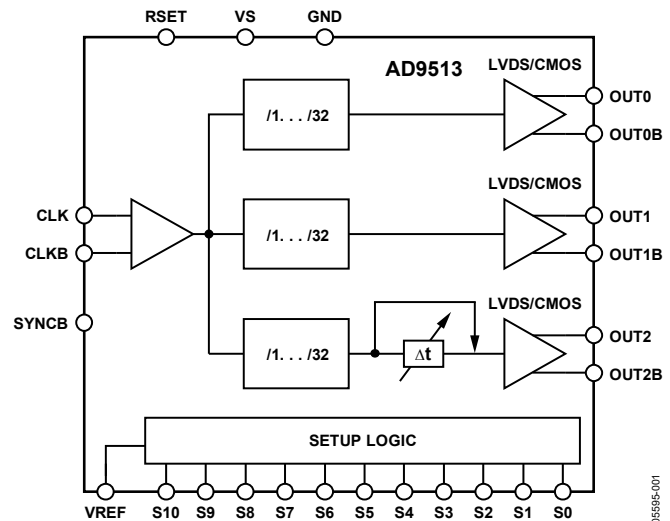 RSET VS GND
AD9513
LVDS/CMOS
/1. . . /32
OUT0
OUT0B
LVDS/CMOS
CLK
/1. . . /32
OUT1
CLKB
OUT1B
SYNCB
LVDS/CMOS
/1. . . /32
Δt
OUT2
OUT2B
SETUP LOGIC
VREF S10 S9 S8 S7 S6 S5 S4 S3 S2 S1 S0
05595-001